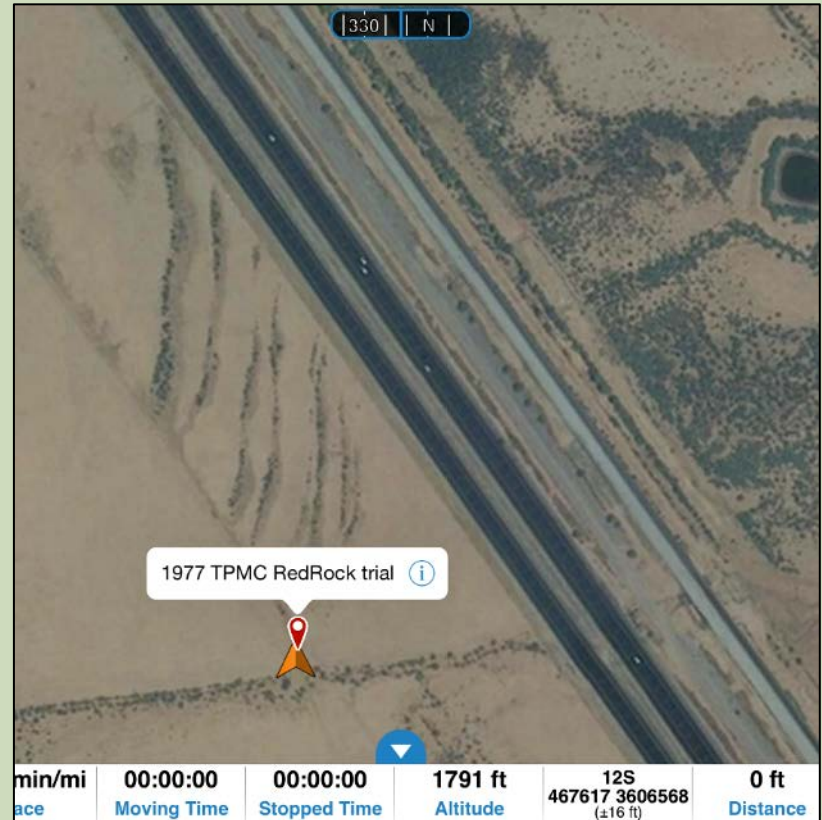 330 N
1977 TPMC RedRock trial i
min/mi 00:00:00 00:00:00 1791 ft 12S 0 ft
467617 3606568
(±16 ft)
ace Moving Time Stopped Time Altitude Distance